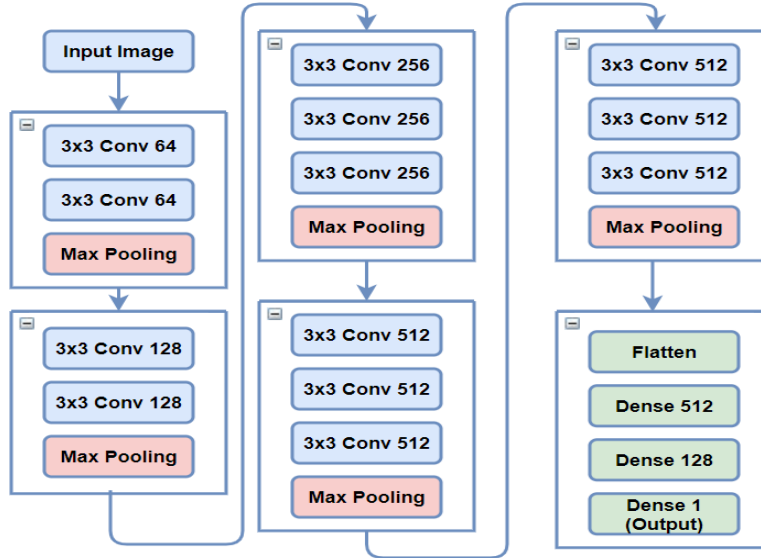 Input Image
3x3 Conv 64
3x3 Conv 64
Max Pooling
3x3 Conv 128
3x3 Conv 128
Max Pooling
3x3 Conv 256
3x3 Conv 256
3x3 Conv 256
Max Pooling
3x3 Conv 512
3x3 Conv 512
3x3 Conv 512
Max Pooling
3x3 Conv 512
3x3 Conv 512
3x3 Conv 512
Max Pooling
Flatten
Dense 512
Dense 128
Dense 1
(Output)